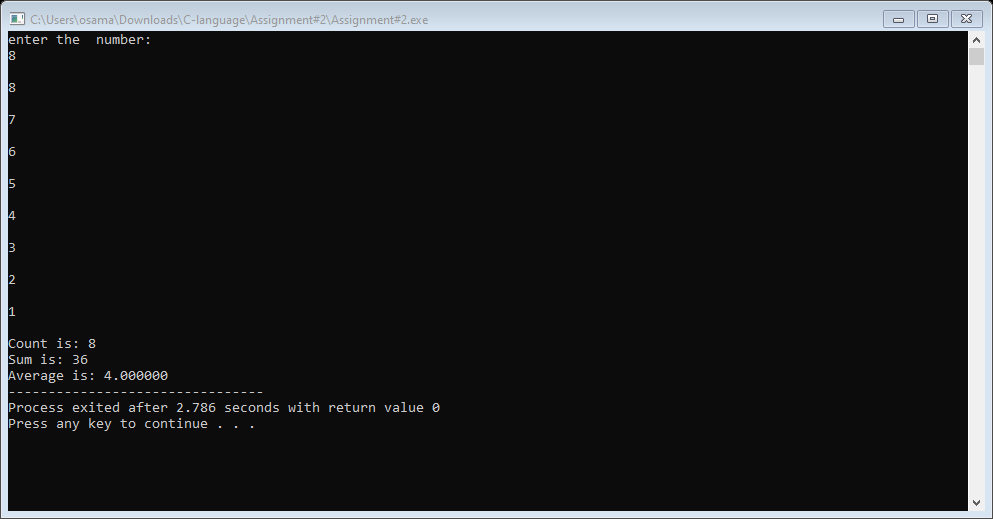 C:\Users\osama\Downloads\C-language\Assignment#2\Assignment#2.exe
enter the  number:
8
8
7
6
5
4
3
2
1
Count is: 8
Sum is: 36
Average is: 4.000000
--------------------------------
Process exited after 2.786 seconds with return value 0
Press any key to continue . . .